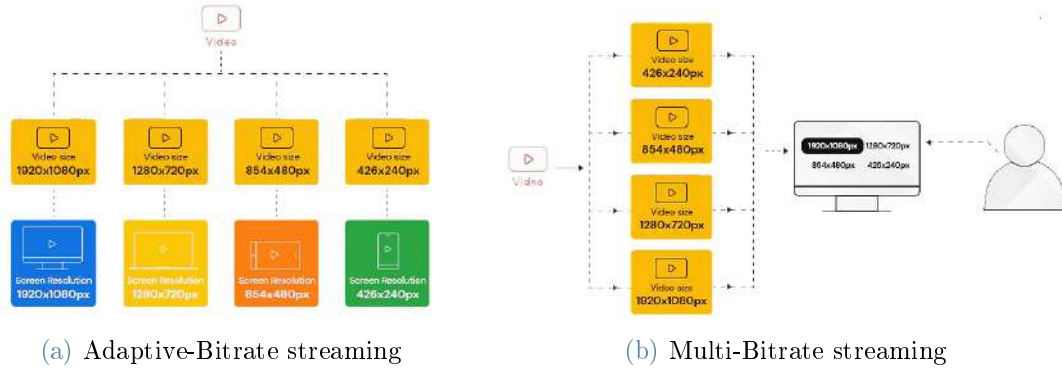 Video
Video size
1920x1080px
Video size
1280x720px
Video size
854x480px
Video size
426x240px
Screen Resolution
1920x1080px
Screen Resolution
1280x720px
Screen Resolution
854x480px
Screen Resolution
426x240px
(a) Adaptive-Bitrate streaming
Video
Video size
426x240px
Video size
854x480px
Video size
1280x720px
Video size
1920x1080px
1920x1080px 1280x720px
854x480px 426x240px
(b) Multi-Bitrate streaming